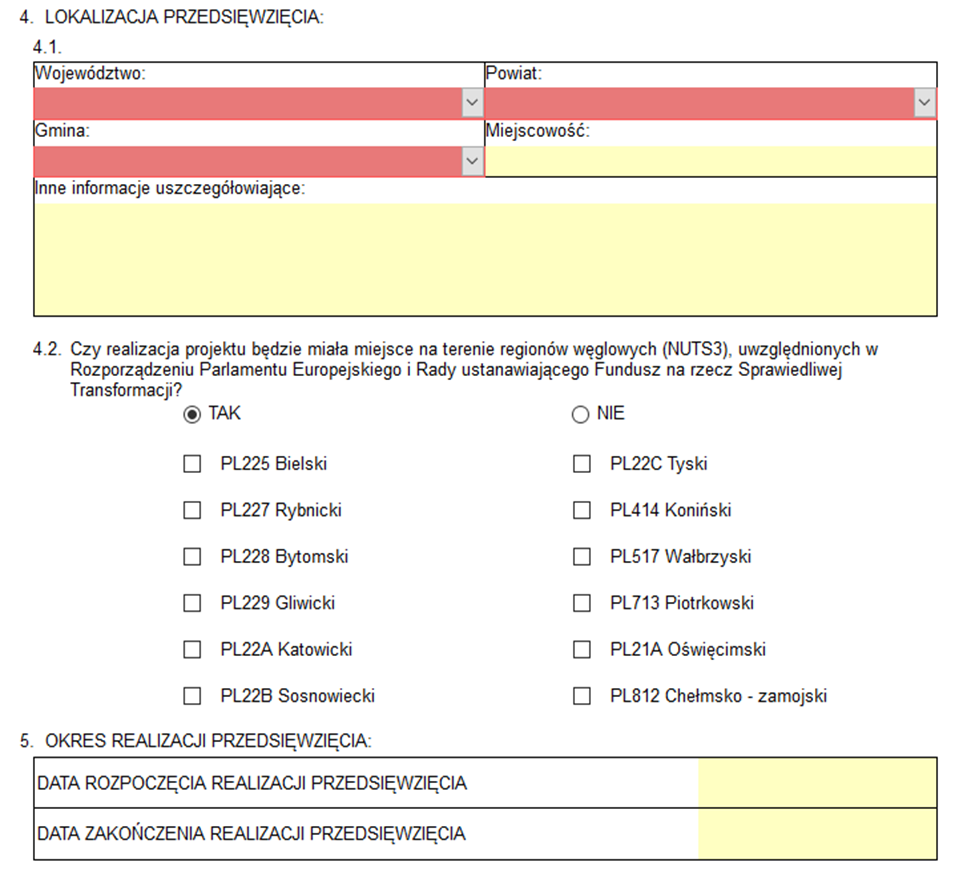 4. LOKALIZACJA PRZEDSIĘWZIĘCIA:
4.1.
Województwo: Powiat:
Gmina: Miejscowość:
Inne informacje uszczegółowiające:
4.2. Czy realizacja projektu będzie miała miejsce na terenie regionów węglowych (NUTS3), uwzględnionych w
Rozporządzeniu Parlamentu Europejskiego i Rady ustanawiającego Fundusz na rzecz Sprawiedliwej
Transformacji?
TAK NIE
PL225 Bielski PL22C Tyski
PL227 Rybnicki PL414 Koniński
PL228 Bytomski PL517 Wałbrzyski
PL229 Gliwicki PL713 Piotrkowski
PL22A Katowicki PL21A Oświęcimski
PL22B Sosnowiecki PL812 Chełmsko - zamojski
5. OKRES REALIZACJI PRZEDSIĘWZIĘCIA:
DATA ROZPOCZĘCIA REALIZACJI PRZEDSIĘWZIĘCIA
DATA ZAKOŃCZENIA REALIZACJI PRZEDSIĘWZIĘCIA